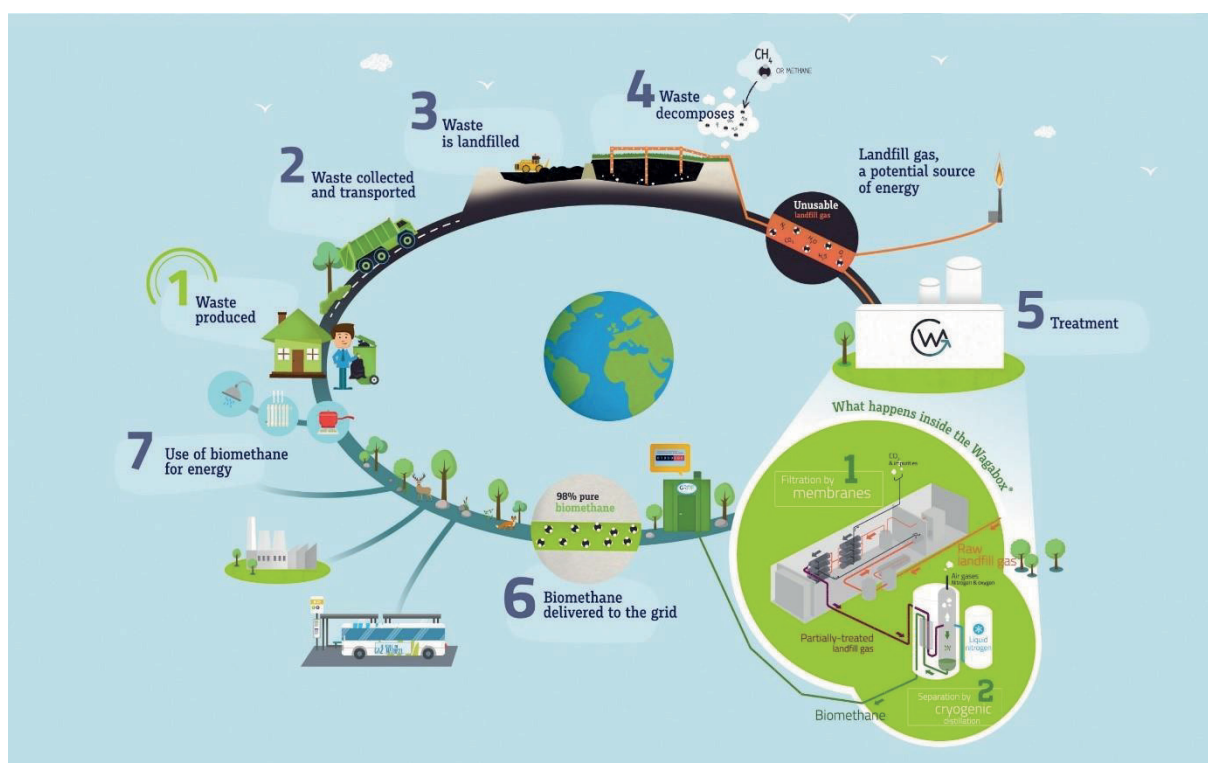 1
Waste
produced
2
Waste collected
and transported
3
Waste
is landfilled
4
Waste
decomposes
CH4
OR METHANE
Unusable
landfill gas
Landfill gas,
a potential source
of energy
5
Treatment
What happens inside the Wagabox®
1
Filtration by
membranes
CO2
Raw
landfill gas
Air gases
Nitrogen & oxygen
Liquid
nitrogen
Partially-treated
landfill gas
2
Separation by
cryogenic
distillation
Biomethane
98% pure
biomethane
6
Biomethane
delivered to the grid
7
Use of biomethane
for energy